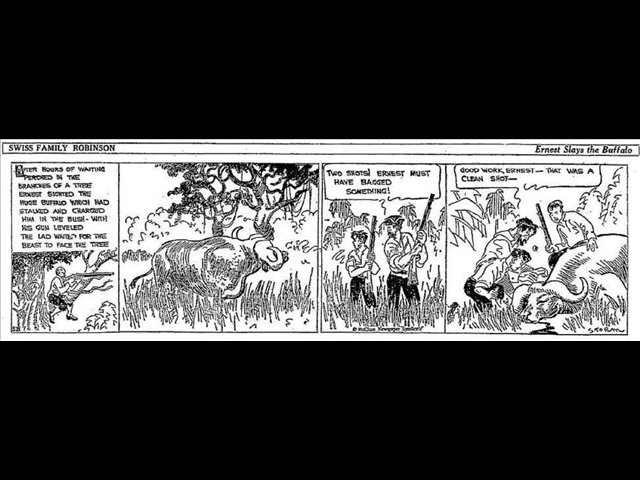 SWISS FAMILY ROBINSON
Ernest Slays the Buffalo
AFTER HOURS OF WAITING
PERCHED IN THE
BRANCHES OF A TREE
ERNEST SIGHTED THE
HUGE BUFFALO WHICH HAD
STALKED AND CHARGED
HIM IN THE BUSH - WITH
HIS GUN LEVELED
THE LAD WAITED FOR THE
BEAST TO FACE THE TREE
TWO SHOTS! ERNEST MUST
HAVE BAGGED
SOMETHING!
© McClure Newspaper Syndicate
GOOD WORK, ERNEST — THAT WAS A
CLEAN SHOT —